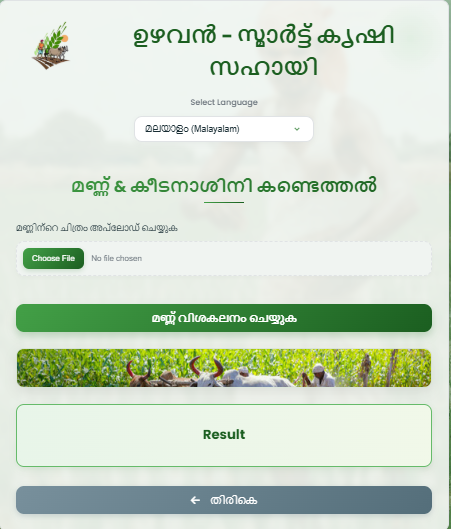 ഉഴവൻ - സ്മാർട്ട് കൃഷി
സഹായി
Select Language
മലയാളം (Malayalam)
മണ്ണ് & കീടനാശിനി കണ്ടെത്തൽ
മണ്ണിന്റെ ചിത്രം അപ്‌ലോഡ് ചെയ്യുക
Choose File No file chosen
മണ്ണ് വിശകലനം ചെയ്യുക
Result
← തിരികെ